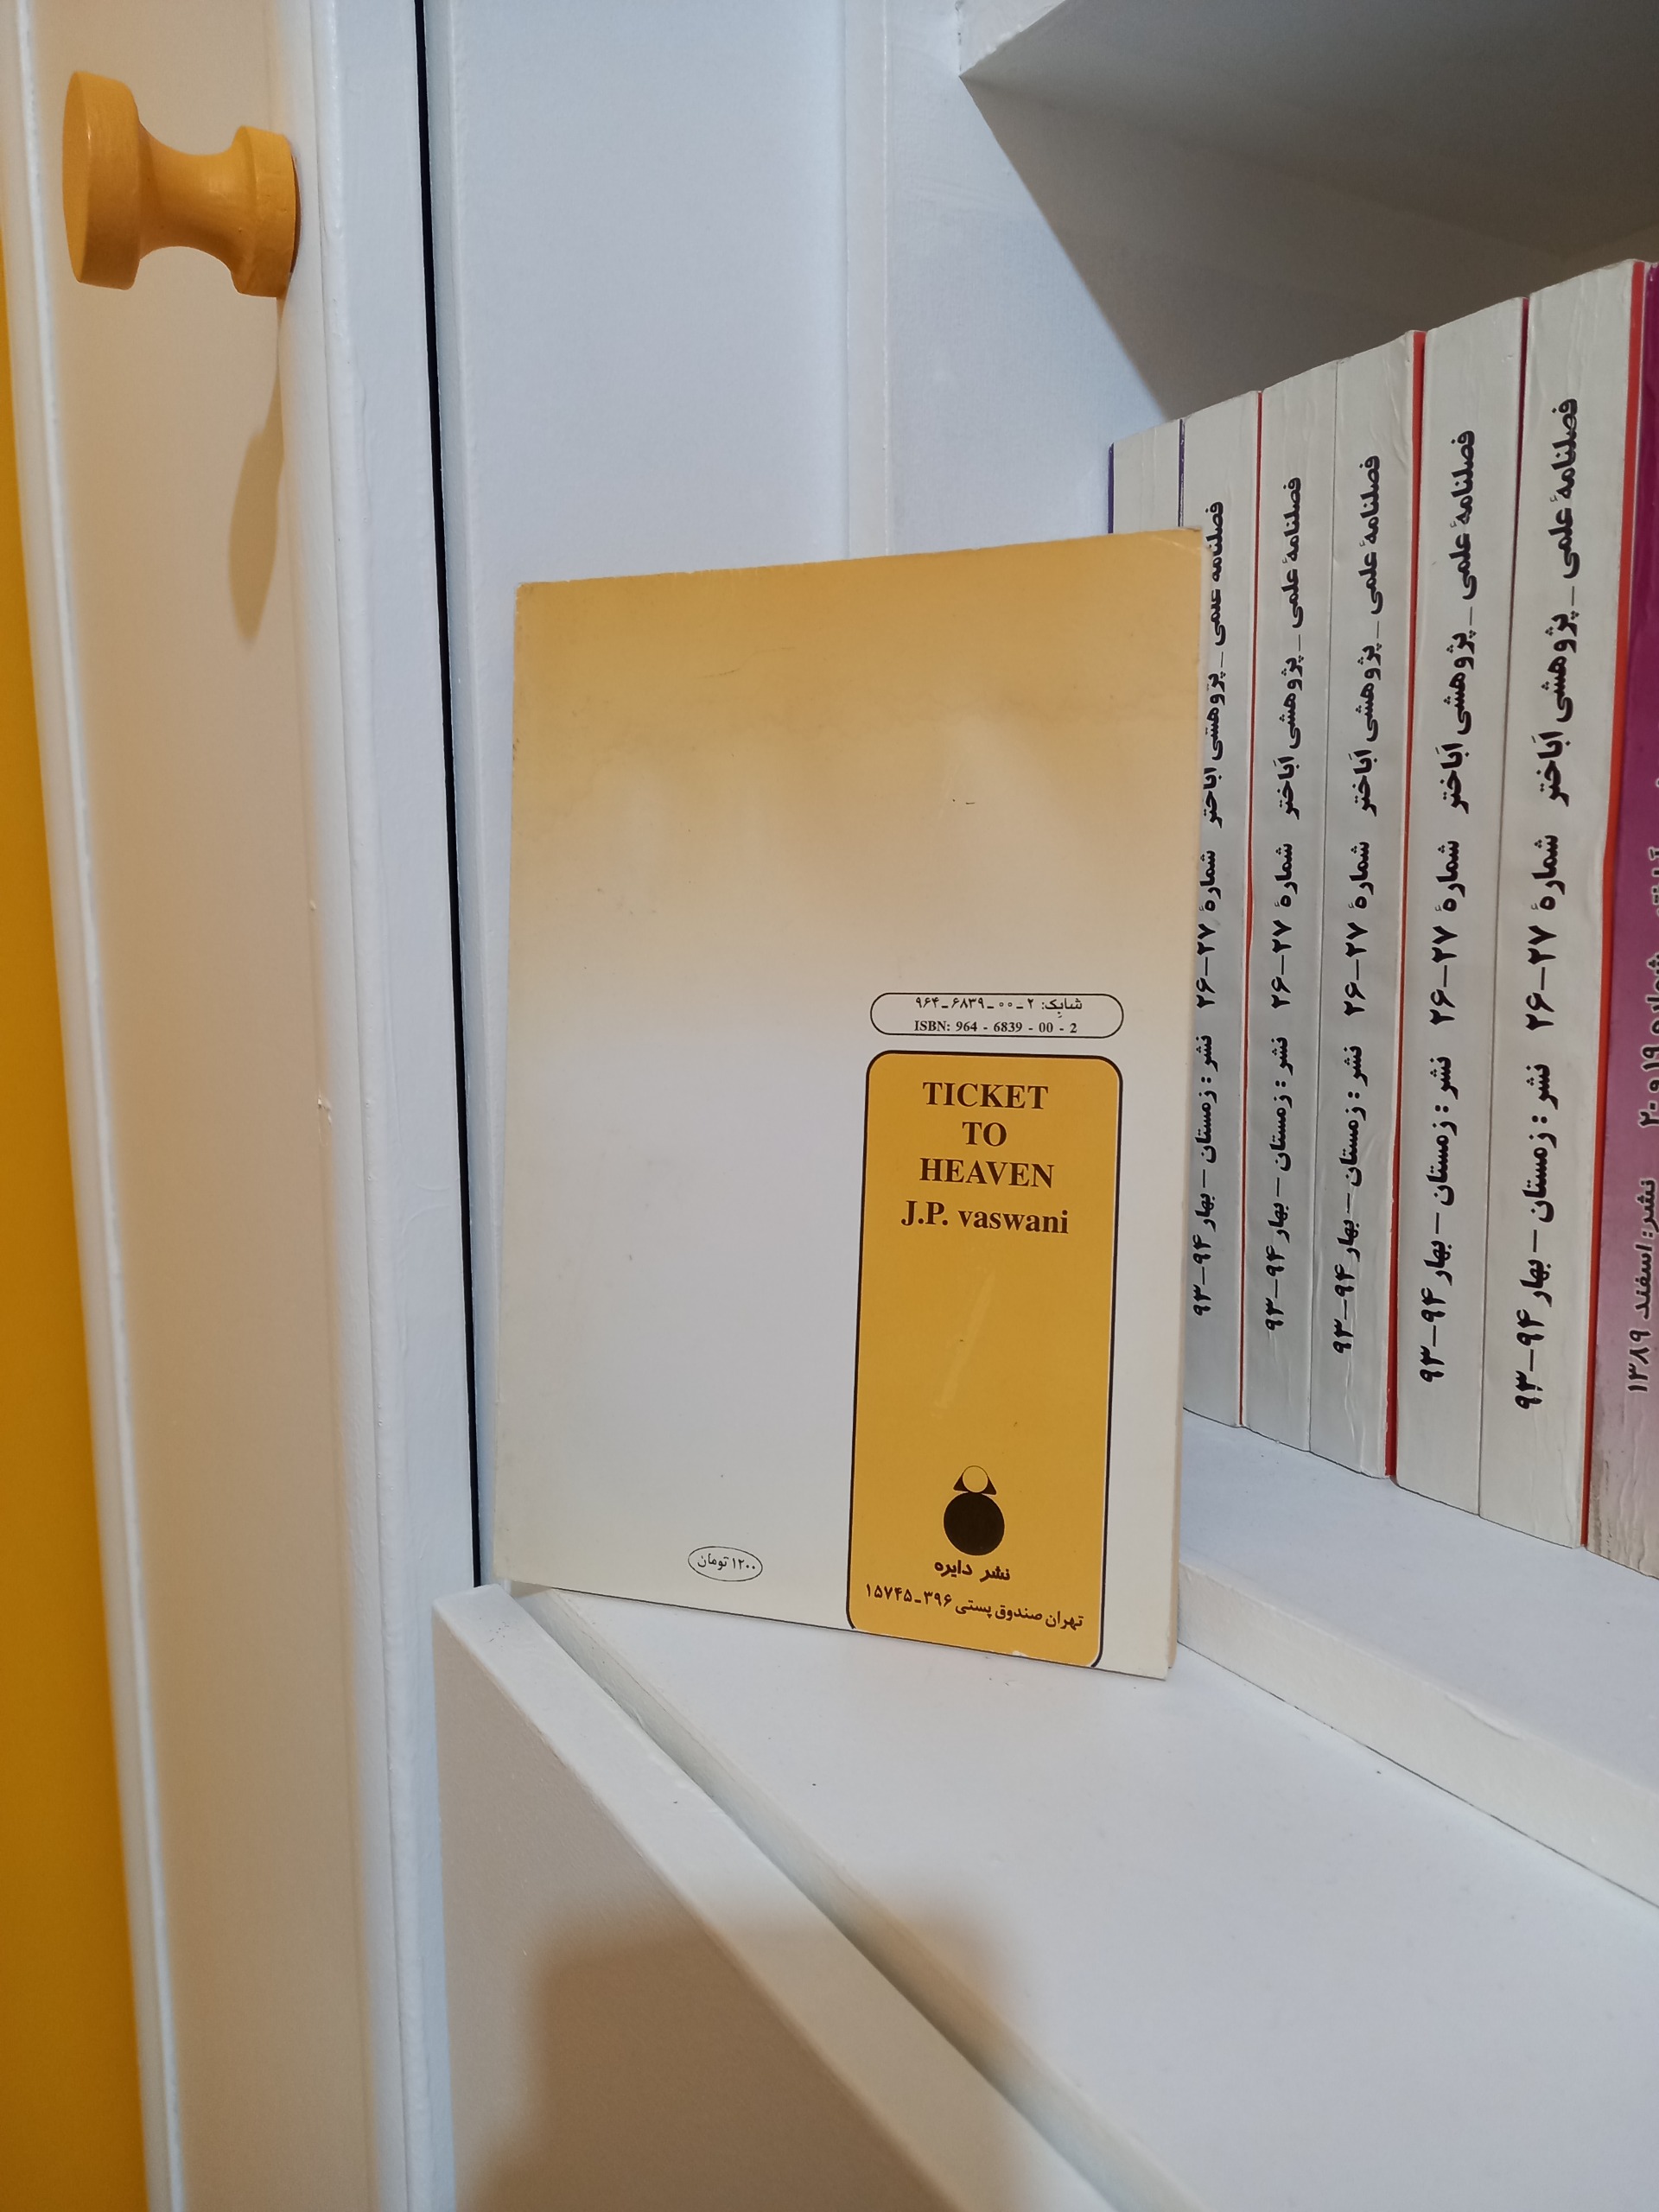 شابک: ۲ ـ ۰۰ ـ ۶۸۳۹ ـ ۹۶۴
ISBN: 964 - 6839 - 00 - 2
TICKET
TO
HEAVEN
J.P. vaswani
نشر دایره
تهران صندوق پستی ۳۹۶ ـ ۱۵۷۴۵
۱۲۰۰ تومان
فصلنامهٔ علمی _ پژوهشی اَباختر شمارهٔ ۲۷–۲۶ نشر : زمستان – بهار ۹۴–۹۳
فصلنامهٔ علمی _ پژوهشی اَباختر شمارهٔ ۲۷–۲۶ نشر : زمستان – بهار ۹۴–۹۳
فصلنامهٔ علمی _ پژوهشی اَباختر شمارهٔ ۲۷–۲۶ نشر : زمستان – بهار ۹۴–۹۳
فصلنامهٔ علمی _ پژوهشی اَباختر شمارهٔ ۲۷–۲۶ نشر : زمستان – بهار ۹۴–۹۳
فصلنامهٔ علمی _ پژوهشی اَباختر شمارهٔ ۲۷–۲۶ نشر : زمستان – بهار ۹۴–۹۳
شماره ۱۹ و ۲۰ نشر : اسفند ۱۳۸۹